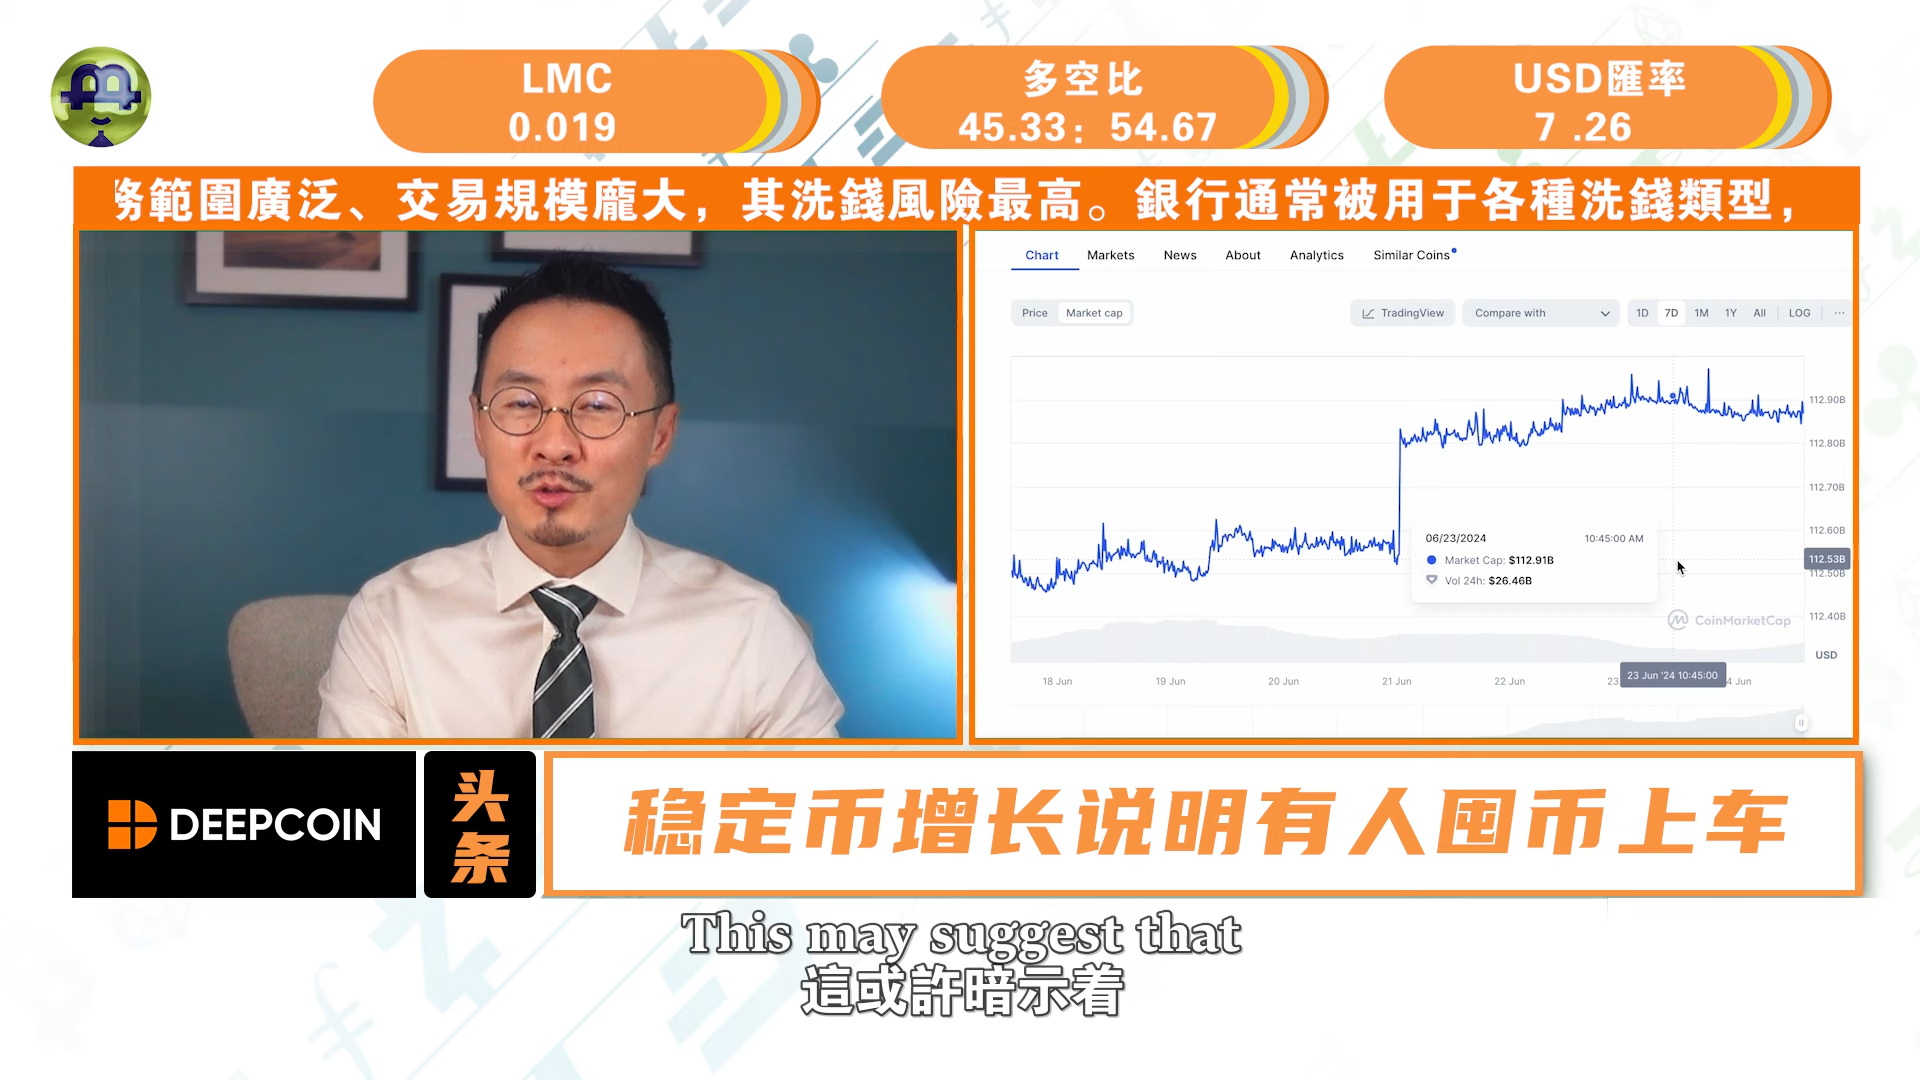 LMC
0.019
多空比
45.33：54.67
USD匯率
7 .26
務範圍廣泛、交易規模龐大，其洗錢風險最高。銀行通常被用于各種洗錢類型，
Chart Markets News About Analytics Similar Coins
Price Market cap TradingView Compare with 1D 7D 1M 1Y All LOG ...
112.90B
112.80B
112.70B
112.60B
06/23/2024 10:45:00 AM
Market Cap: $112.91B
Vol 24h: $26.46B
112.53B
112.50B
112.40B
CoinMarketCap
USD
18 Jun 19 Jun 20 Jun 21 Jun 22 Jun 23 23 Jun '24 10:45:00 4 Jun
DEEPCOIN
头条
稳定币增长说明有人囤币上车
This may suggest that
這或許暗示着